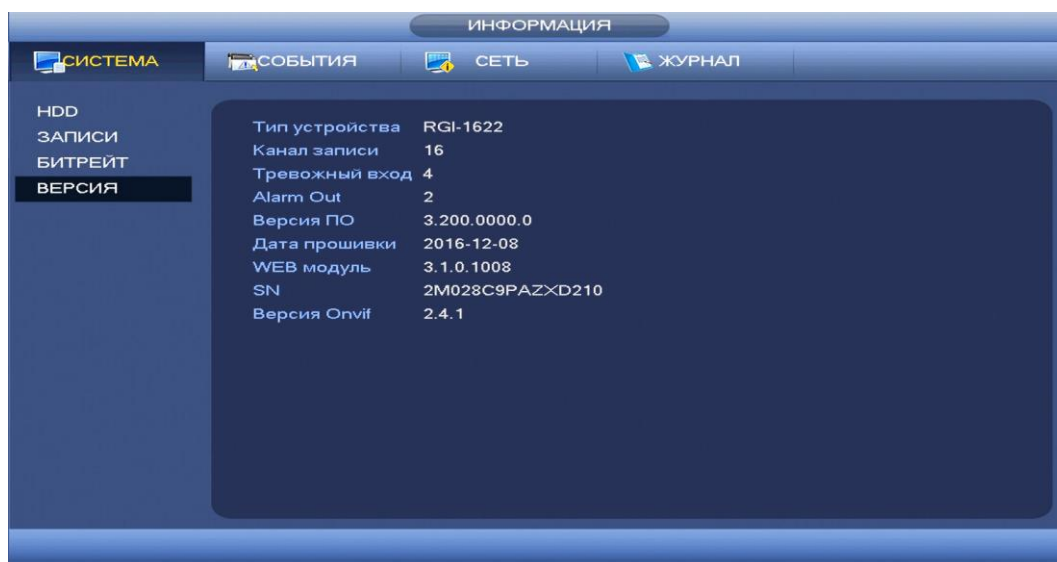 ИНФОРМАЦИЯ
СИСТЕМА СОБЫТИЯ СЕТЬ ЖУРНАЛ
HDD
ЗАПИСИ
БИТРЕЙТ
ВЕРСИЯ
Тип устройства RGI-1622
Канал записи 16
Тревожный вход 4
Alarm Out 2
Версия ПО 3.200.0000.0
Дата прошивки 2016-12-08
WEB модуль 3.1.0.1008
SN 2M028C9PAZXD210
Версия Onvif 2.4.1